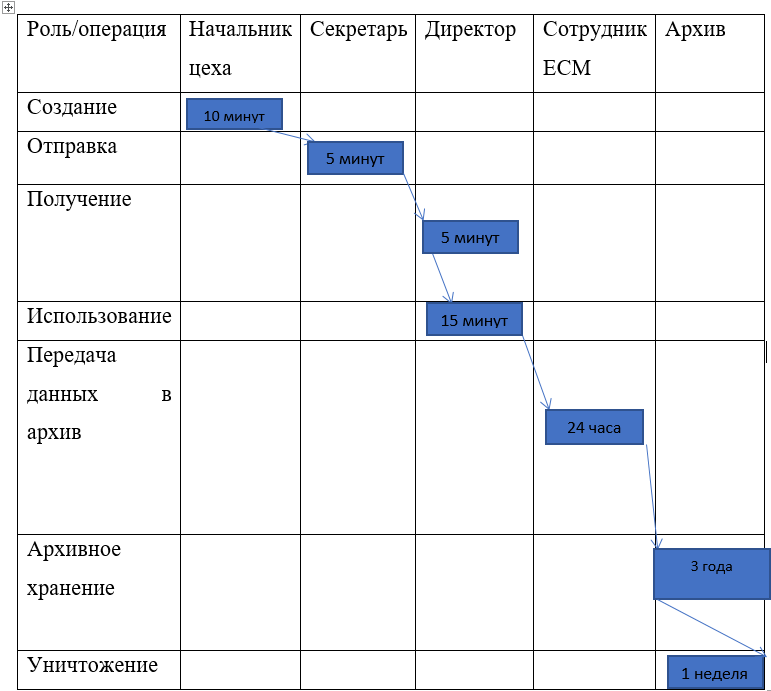 Роль/операция
Начальник
цеха
Секретарь
Директор
Сотрудник
ЕСМ
Архив
Создание
10 минут
Отправка
5 минут
Получение
5 минут
Использование
15 минут
Передача
данных в
архив
24 часа
Архивное
хранение
3 года
Уничтожение
1 неделя